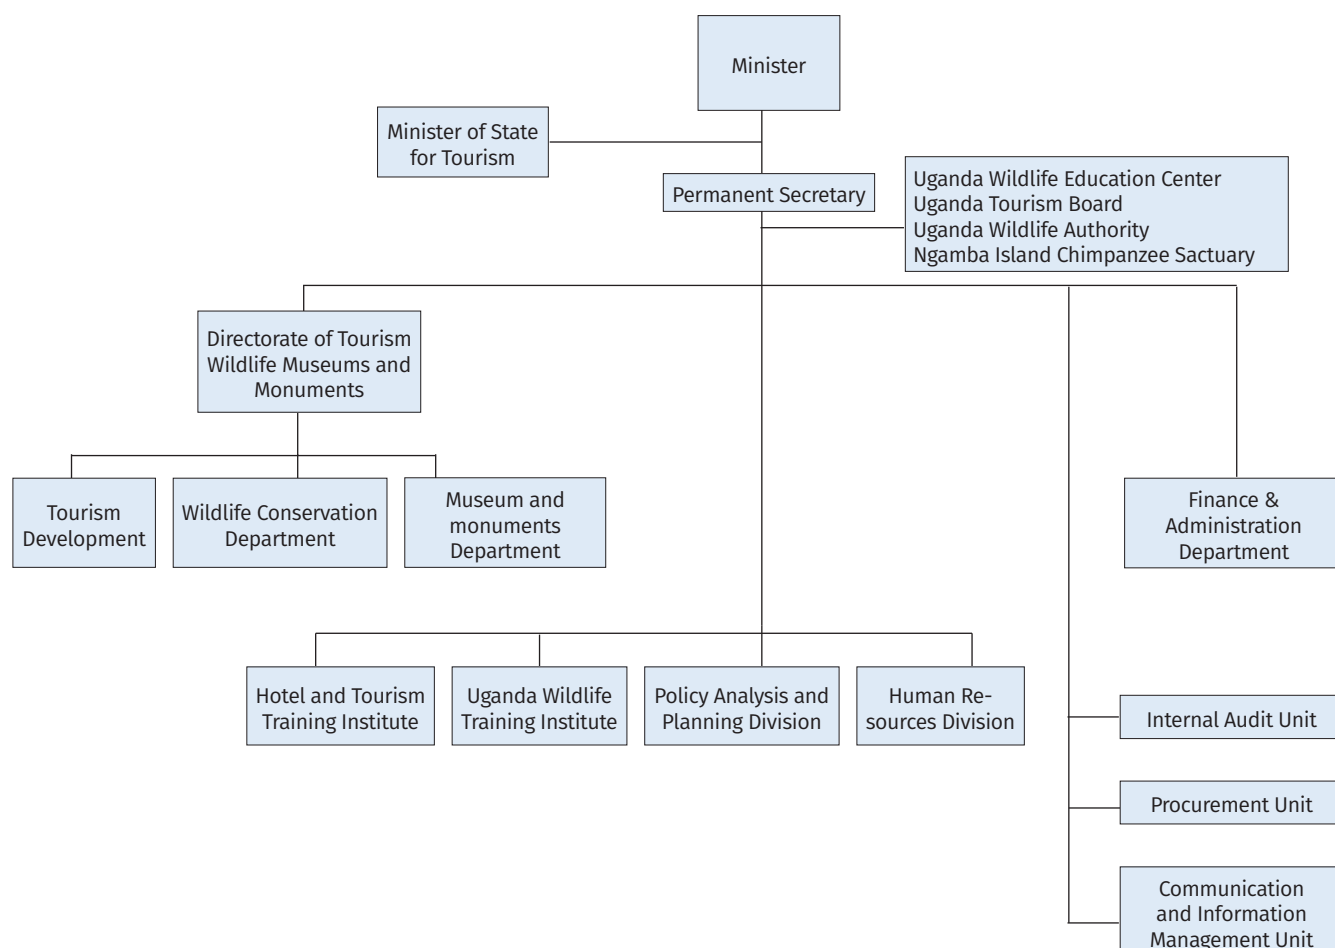 Minister
Minister of State
for Tourism
Permanent Secretary
Uganda Wildlife Education Center
Uganda Tourism Board
Uganda Wildlife Authority
Ngamba Island Chimpanzee Sactuary
Directorate of Tourism
Wildlife Museums and
Monuments
Tourism
Development
Wildlife Conservation
Department
Museum and
monuments
Department
Finance &
Administration
Department
Hotel and Tourism
Training Institute
Uganda Wildlife
Training Institute
Policy Analysis and
Planning Division
Human Re-
sources Division
Internal Audit Unit
Procurement Unit
Communication
and Information
Management Unit